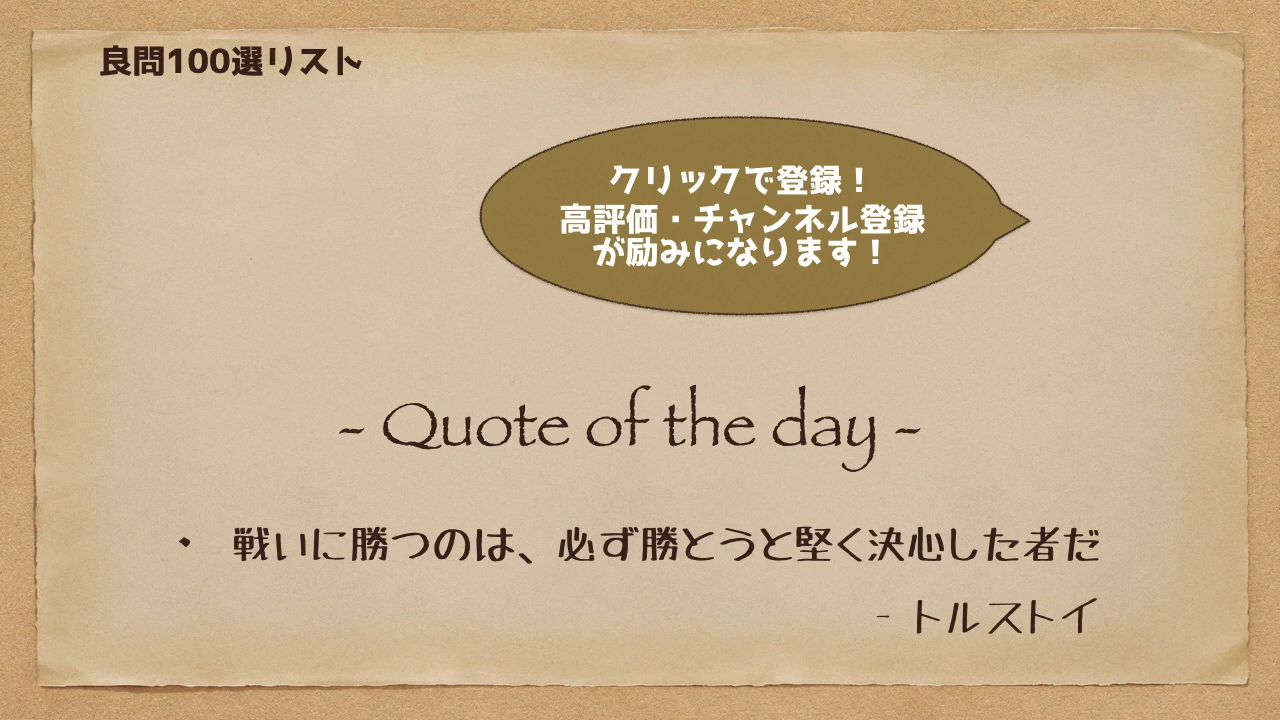 良問100選リスト
クリックで登録！
高評価・チャンネル登録
が励みになります！
- Quote of the day -
・ 戦いに勝つのは、必ず勝とうと堅く決心した者だ
- トルストイ